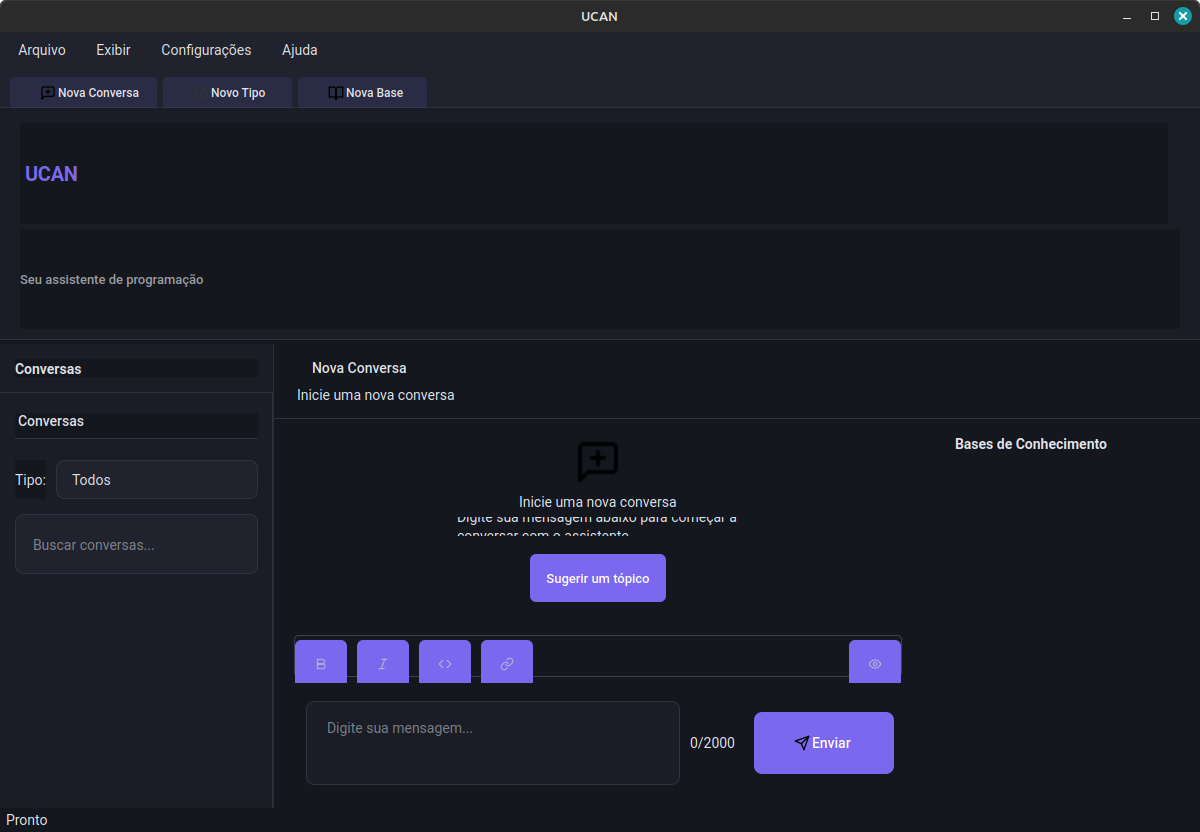 UCAN
Arquivo Exibir Configurações Ajuda
Nova Conversa Novo Tipo Nova Base
UCAN
Seu assistente de programação
Conversas
Conversas
Tipo: Todos
Buscar conversas...
Nova Conversa
Inicie uma nova conversa
Inicie uma nova conversa
Digite sua mensagem abaixo para começar a
conversar com o assistente
Sugerir um tópico
Bases de Conhecimento
B I <>
Digite sua mensagem...
0/2000
Enviar
Pronto